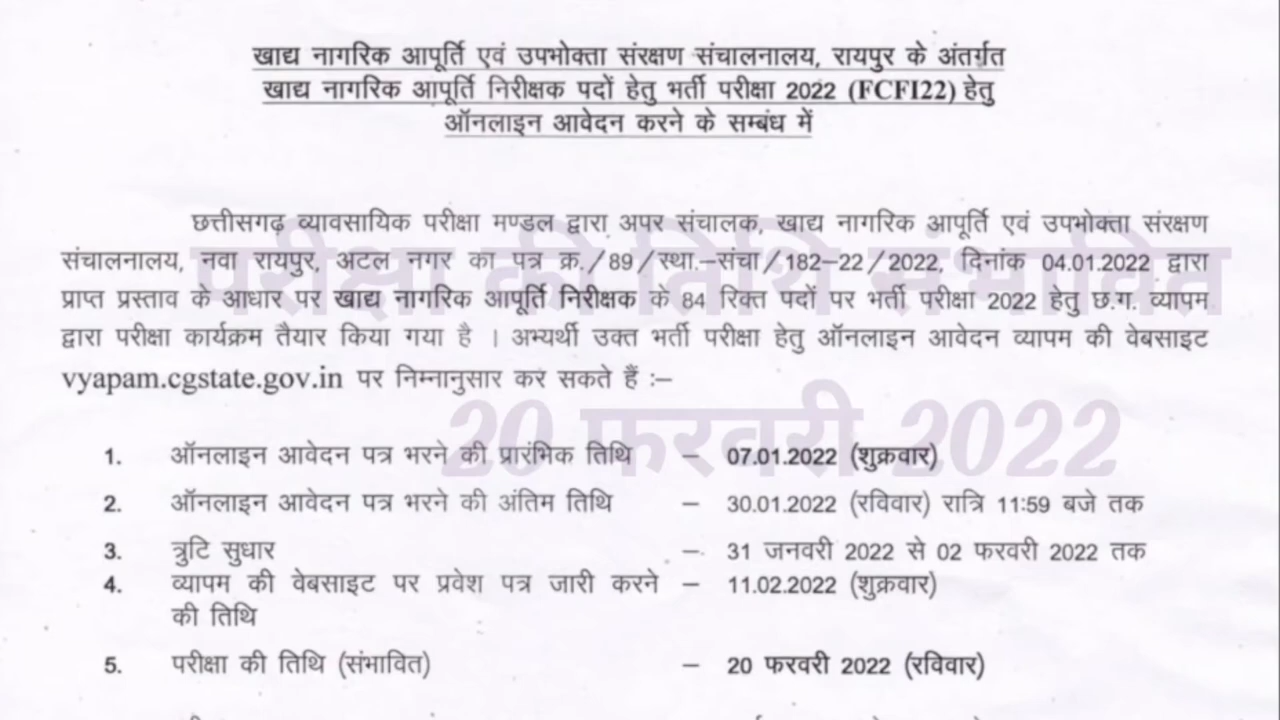 खाद्य नागरिक आपूर्ति एवं उपभोक्ता संरक्षण संचालनालय, रायपुर के अंतर्गत
खाद्य नागरिक आपूर्ति निरीक्षक पदों हेतु भर्ती परीक्षा 2022 (FCFI22) हेतु
ऑनलाइन आवेदन करने के सम्बंध में
छत्तीसगढ़ व्यावसायिक परीक्षा मण्डल द्वारा अपर संचालक, खाद्य नागरिक आपूर्ति एवं उपभोक्ता संरक्षण
संचालनालय, नवा रायपुर, अटल नगर का पत्र क्र./89/स्था.–संचा/182–22/2022, दिनांक 04.01.2022 द्वारा
परीक्षा की तिथि संभावित
प्राप्त प्रस्ताव के आधार पर खाद्य नागरिक आपूर्ति निरीक्षक के 84 रिक्त पदों पर भर्ती परीक्षा 2022 हेतु छ.ग. व्यापम
द्वारा परीक्षा कार्यक्रम तैयार किया गया है । अभ्यर्थी उक्त भर्ती परीक्षा हेतु ऑनलाइन आवेदन व्यापम की वेबसाइट
vyapam.cgstate.gov.in पर निम्नानुसार कर सकते हैं :–
20 फरवरी 2022
1. ऑनलाइन आवेदन पत्र भरने की प्रारंभिक तिथि – 07.01.2022 (शुक्रवार)
2. ऑनलाइन आवेदन पत्र भरने की अंतिम तिथि – 30.01.2022 (रविवार) रात्रि 11:59 बजे तक
3. त्रुटि सुधार – 31 जनवरी 2022 से 02 फरवरी 2022 तक
4. व्यापम की वेबसाइट पर प्रवेश पत्र जारी करने – 11.02.2022 (शुक्रवार)
की तिथि
5. परीक्षा की तिथि (संभावित) – 20 फरवरी 2022 (रविवार)